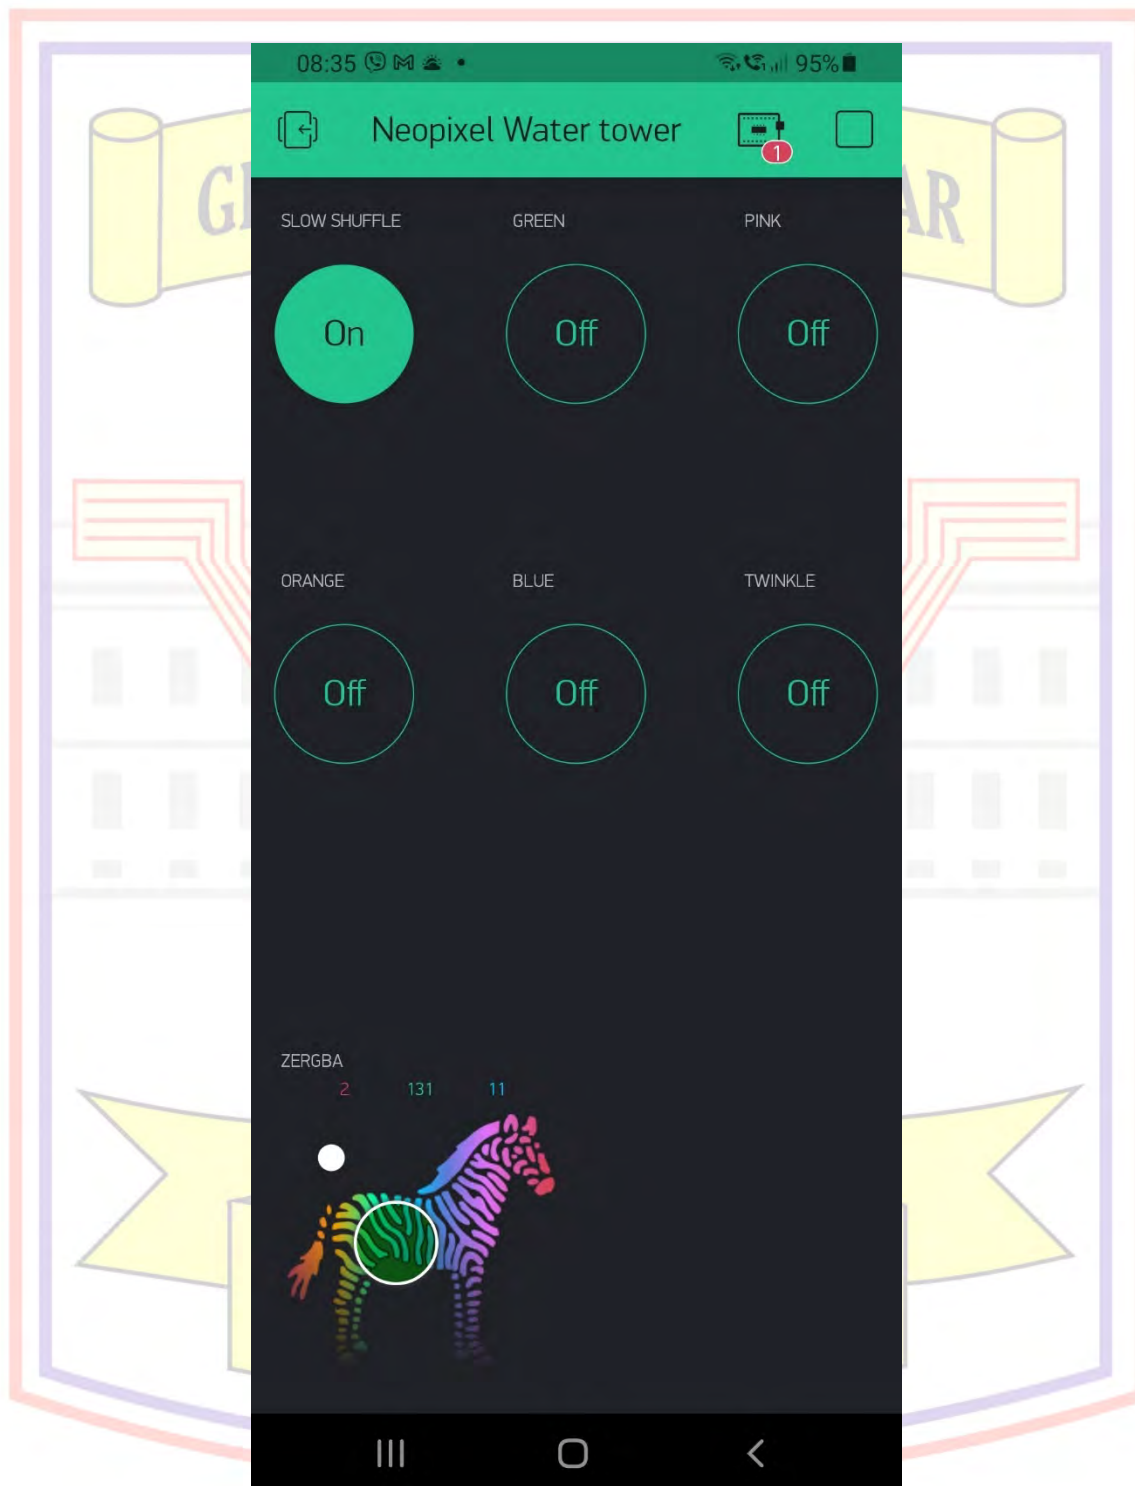 08:35 95%
Neopixel Water tower
1
SLOW SHUFFLE GREEN PINK
On Off Off
ORANGE BLUE TWINKLE
Off Off Off
ZERGBA
2 131 11